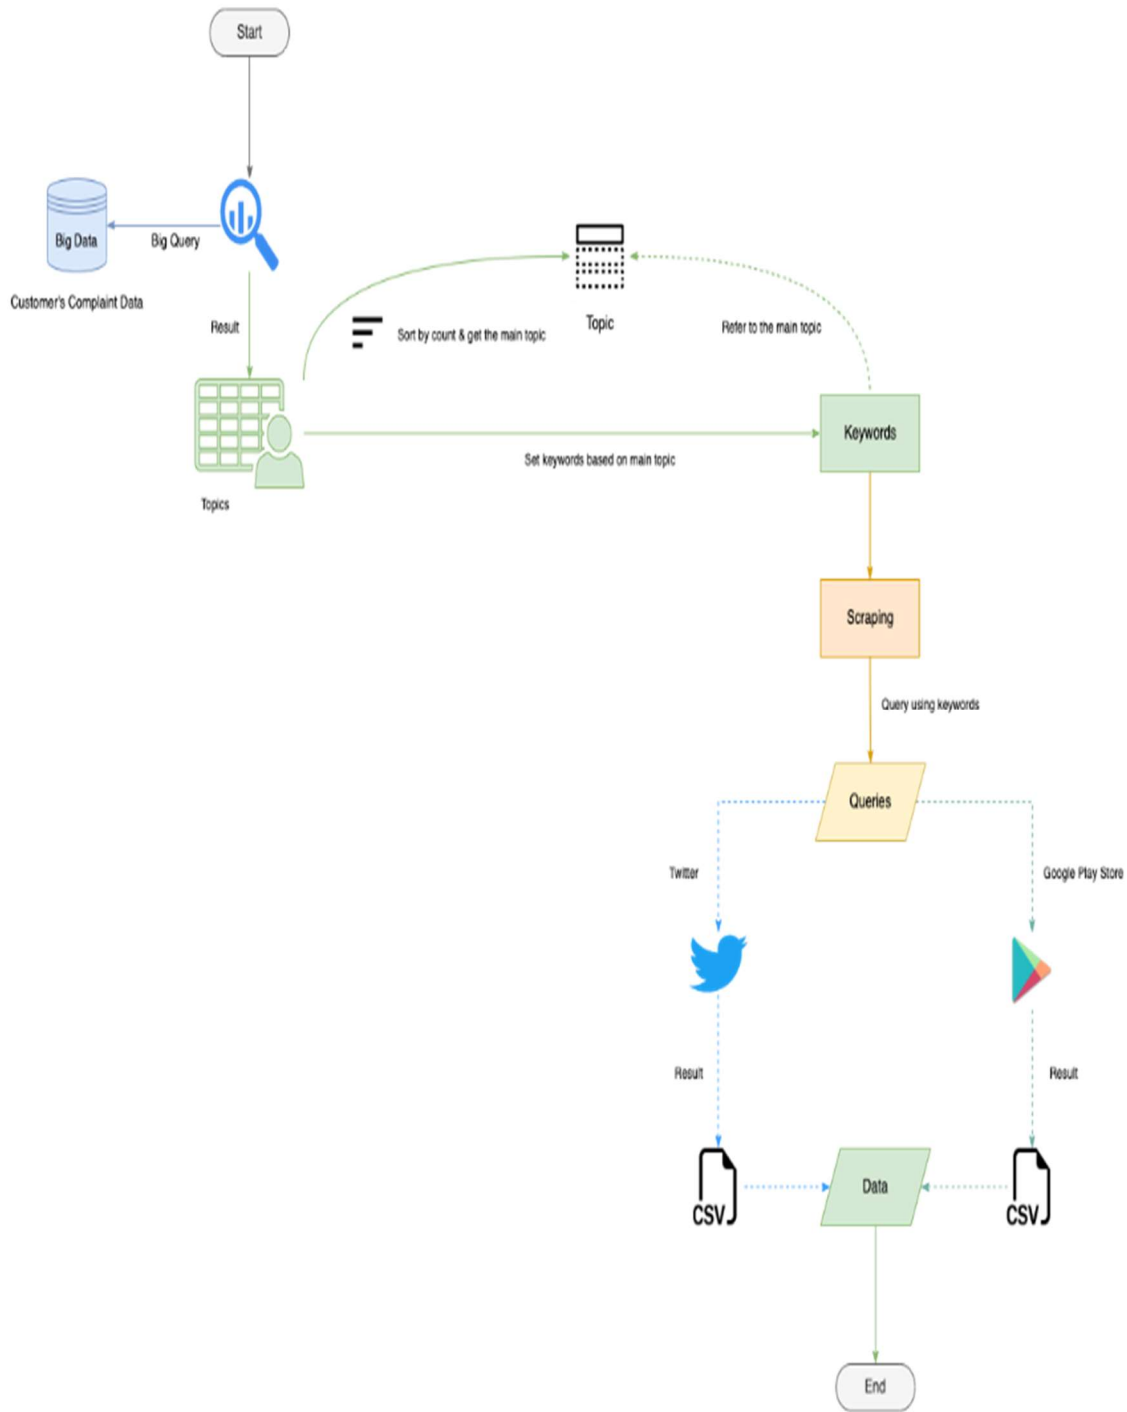 Start
Big Data
Big Query
Customer's Complaint Data
Result
Topic
Sort by count & get the main topic
Refer to the main topic
Keywords
Set keywords based on main topic
Topics
Scraping
Query using keywords
Queries
Twitter
Google Play Store
Result
Result
CSV
Data
CSV
End